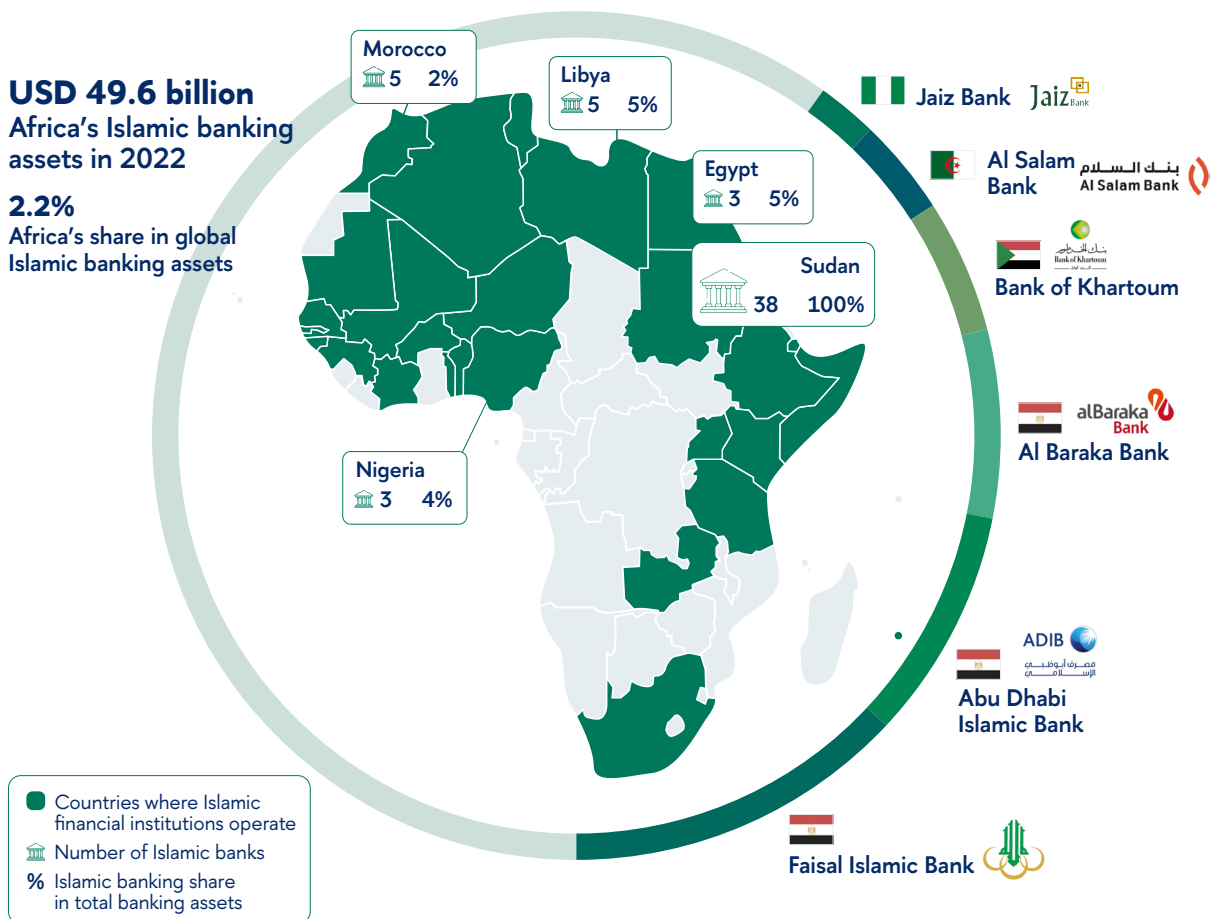 USD 49.6 billion
Africa's Islamic banking
assets in 2022
2.2%
Africa's share in global
Islamic banking assets
Morocco
5 2%
Libya
5 5%
Egypt
3 5%
Sudan
38 100%
Nigeria
3 4%
Jaiz Bank
Jaiz
Bank
Al Salam
Bank
بنك السلام
Al Salam Bank
بنك الخرطوم
Bank of Khartoum
Bank of Khartoum
alBaraka
Bank
Al Baraka Bank
ADIB
مصرف أبوظبي
الإسلامي
Abu Dhabi
Islamic Bank
Faisal Islamic Bank
Countries where Islamic
financial institutions operate
Number of Islamic banks
% Islamic banking share
in total banking assets